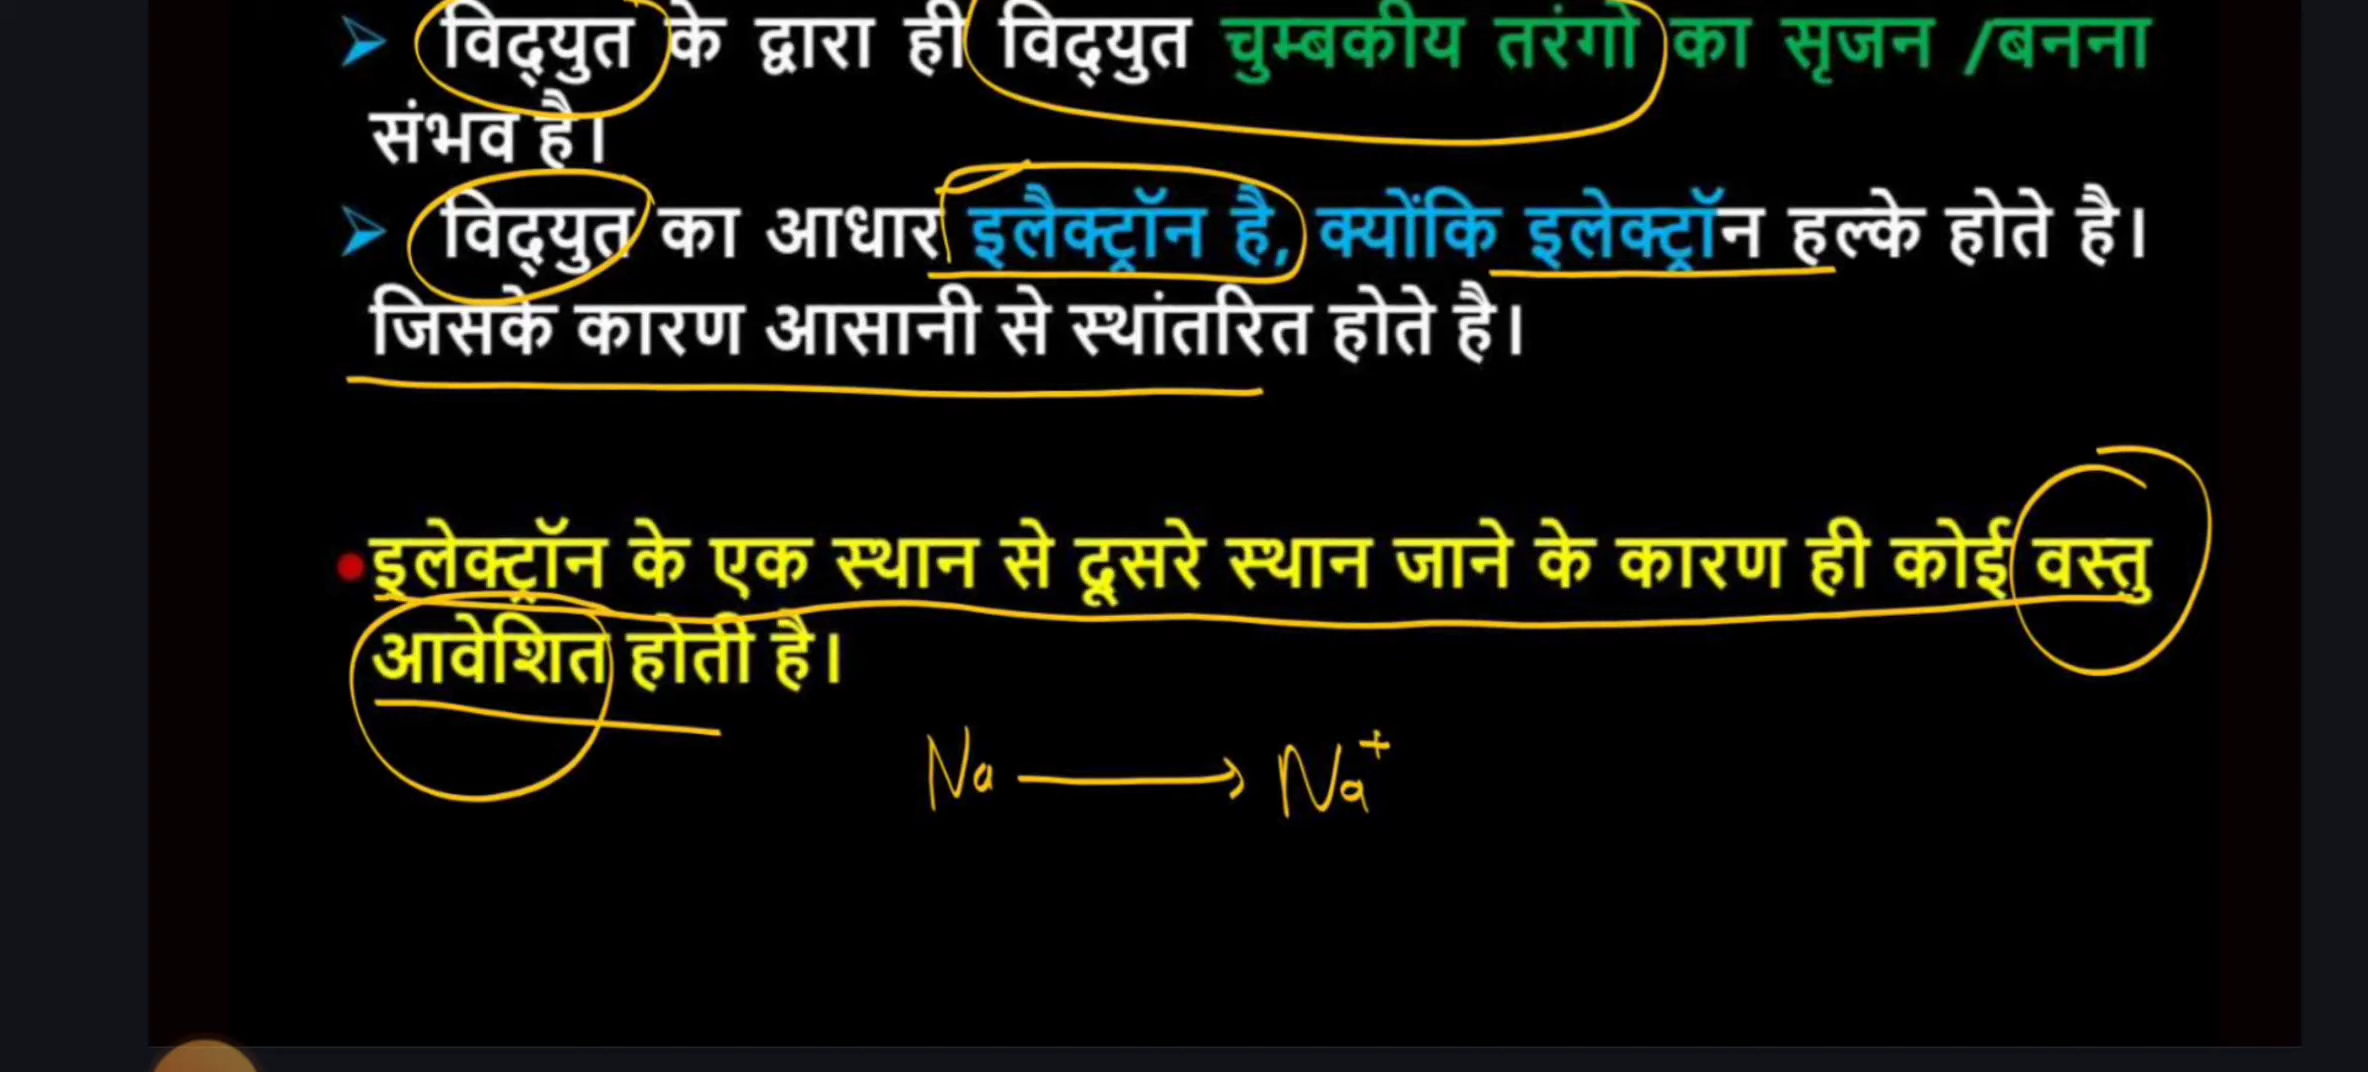 विद्युत के द्वारा ही विद्युत चुम्बकीय तरंगो का सृजन /बनना
संभव है।
विद्युत का आधार इलैक्ट्रॉन है, क्योंकि इलेक्ट्रॉन हल्के होते है।
जिसके कारण आसानी से स्थांतरित होते है।
इलेक्ट्रॉन के एक स्थान से दूसरे स्थान जाने के कारण ही कोई वस्तु
आवेशित होती है।
Na → Na⁺